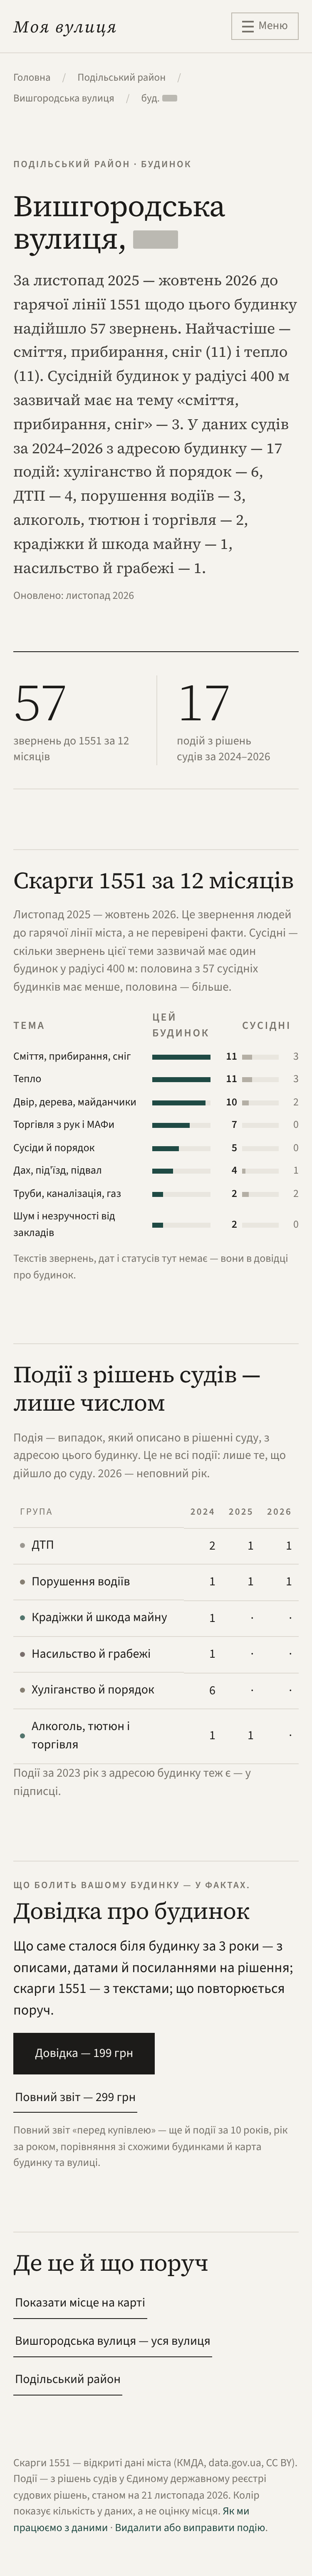 Моя вулиця
Меню
Головна / Подільський район /
Вишгородська вулиця / буд.
ПОДІЛЬСЬКИЙ РАЙОН · БУДИНОК
Вишгородська
вулиця,
За листопад 2025 — жовтень 2026 до
гарячої лінії 1551 щодо цього будинку
надійшло 57 звернень. Найчастіше —
сміття, прибирання, сніг (11) і тепло
(11). Сусідній будинок у радіусі 400 м
зазвичай має на тему «сміття,
прибирання, сніг» — 3. У даних судів
за 2024–2026 з адресою будинку — 17
подій: хуліганство й порядок — 6,
ДТП — 4, порушення водіїв — 3,
алкоголь, тютюн і торгівля — 2,
крадіжки й шкода майну — 1,
насильство й грабежі — 1.
Оновлено: листопад 2026
57 17
звернень до 1551 за 12
місяців
подій з рішень
судів за 2024–2026
Скарги 1551 за 12 місяців
Листопад 2025 — жовтень 2026. Це звернення людей
до гарячої лінії міста, а не перевірені факти. Сусідні —
скільки звернень цієї теми зазвичай має один
будинок у радіусі 400 м: половина з 57 сусідніх
будинків має менше, половина — більше.
ТЕМА ЦЕЙ БУДИНОК СУСІДНІ
Сміття, прибирання, сніг 11 3
Тепло 11 3
Двір, дерева, майданчики 10 2
Торгівля з рук і МАФи 7 0
Сусіди й порядок 5 0
Дах, під'їзд, підвал 4 1
Труби, каналізація, газ 2 2
Шум і незручності від
закладів 2 0
Текстів звернень, дат і статусів тут немає — вони в довідці
про будинок.
Події з рішень судів —
лише числом
Подія — випадок, який описано в рішенні суду, з
адресою цього будинку. Це не всі події: лише те, що
дійшло до суду. 2026 — неповний рік.
ГРУПА 2024 2025 2026
ДТП 2 1 1
Порушення водіїв 1 1 1
Крадіжки й шкода майну 1 · ·
Насильство й грабежі 1 · ·
Хуліганство й порядок 6 · ·
Алкоголь, тютюн і
торгівля 1 1 ·
Події за 2023 рік з адресою будинку теж є — у
підписці.
ЩО БОЛИТЬ ВАШОМУ БУДИНКУ — У ФАКТАХ.
Довідка про будинок
Що саме сталося біля будинку за 3 роки — з
описами, датами й посиланнями на рішення;
скарги 1551 — з текстами; що повторюється
поруч.
Довідка — 199 грн
Повний звіт — 299 грн
Повний звіт «перед купівлею» — ще й події за 10 років, рік
за роком, порівняння зі схожими будинками й карта
будинку та вулиці.
Де це й що поруч
Показати місце на карті
Вишгородська вулиця — уся вулиця
Подільський район
Скарги 1551 — відкриті дані міста (КМДА, data.gov.ua, CC BY).
Події — з рішень судів у Єдиному державному реєстрі
судових рішень, станом на 21 листопада 2026. Колір
показує кількість у даних, а не оцінку місця. Як ми
працюємо з даними · Видалити або виправити подію.